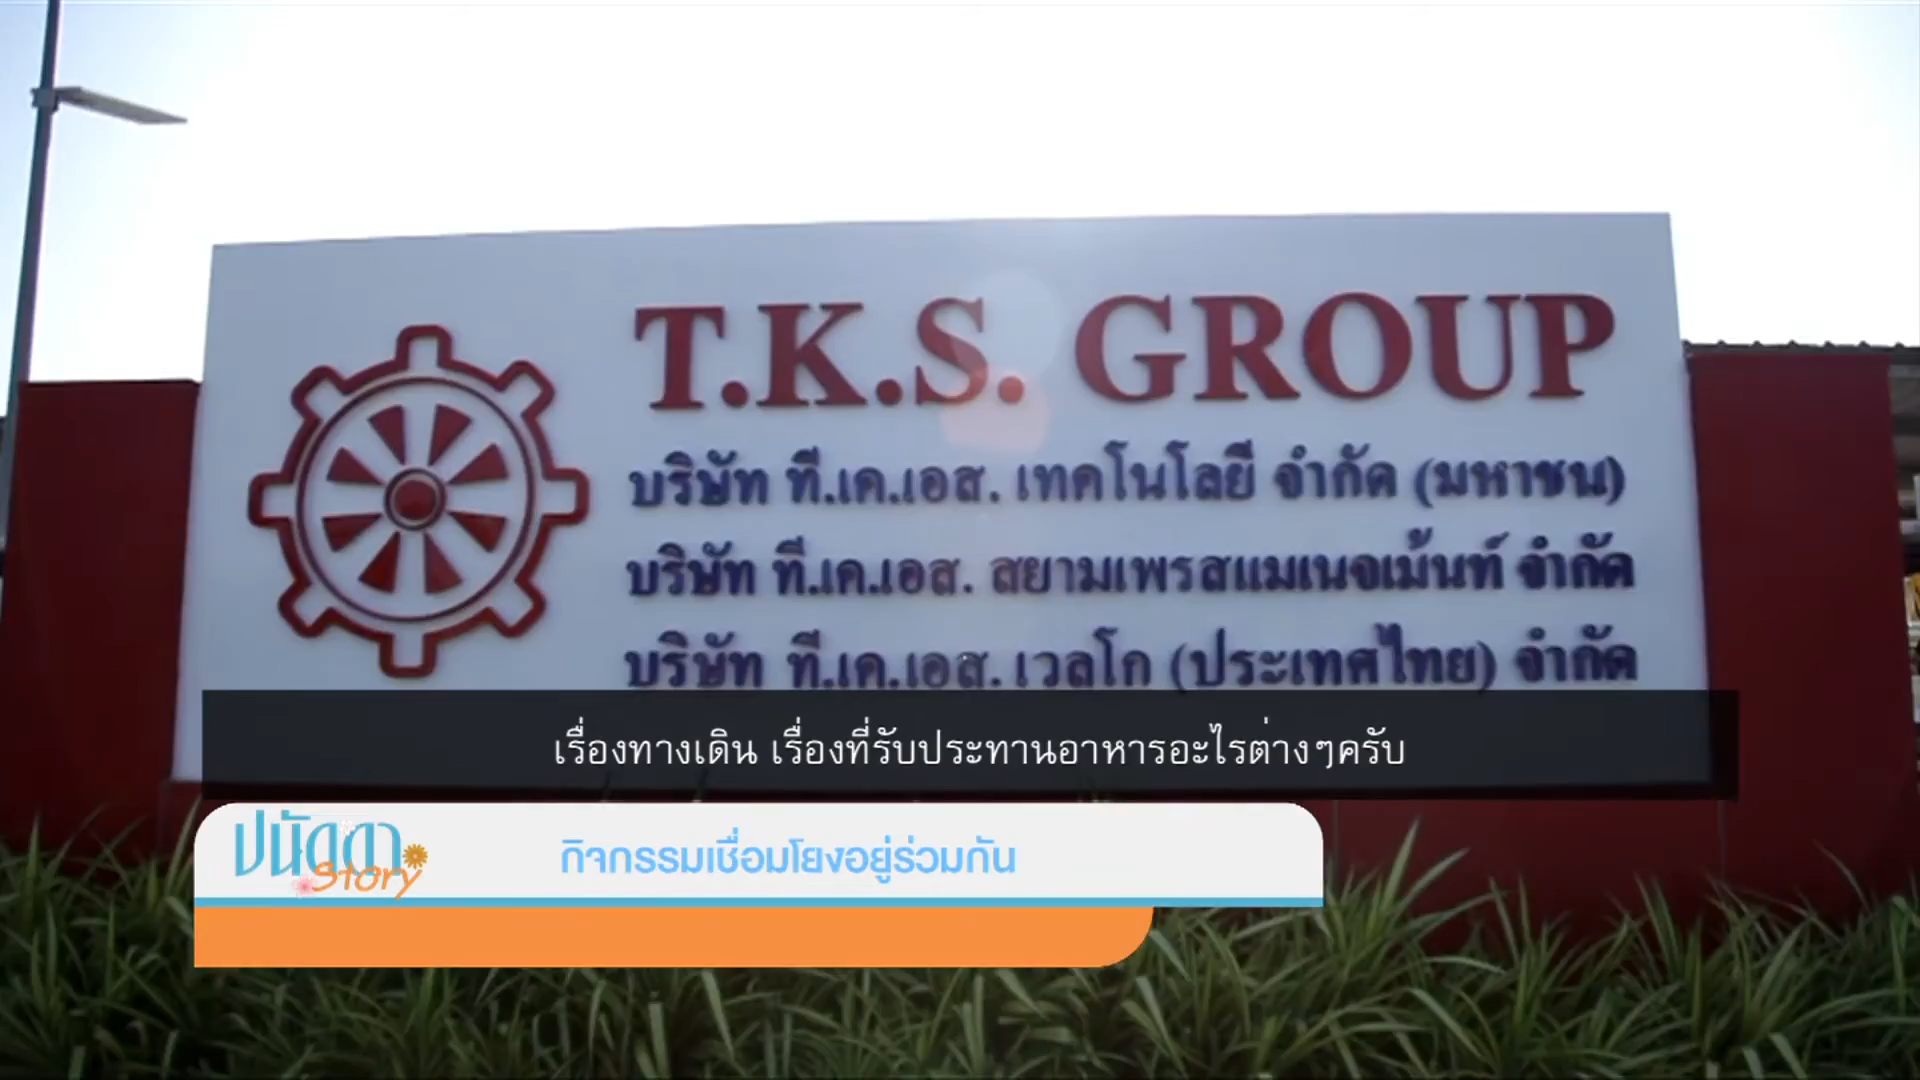 T.K.S. GROUP
บริษัท ที.เค.เอส. เทคโนโลยี จำกัด (มหาชน)
บริษัท ที.เค.เอส. สยามเพรสแมเนจเม้นท์ จำกัด
บริษัท ที.เค.เอส. เวลโก (ประเทศไทย) จำกัด
เรื่องทางเดิน เรื่องที่รับประทานอาหารอะไรต่างๆครับ
ปนัดดา Story
กิจกรรมเชื่อมโยงอยู่ร่วมกัน